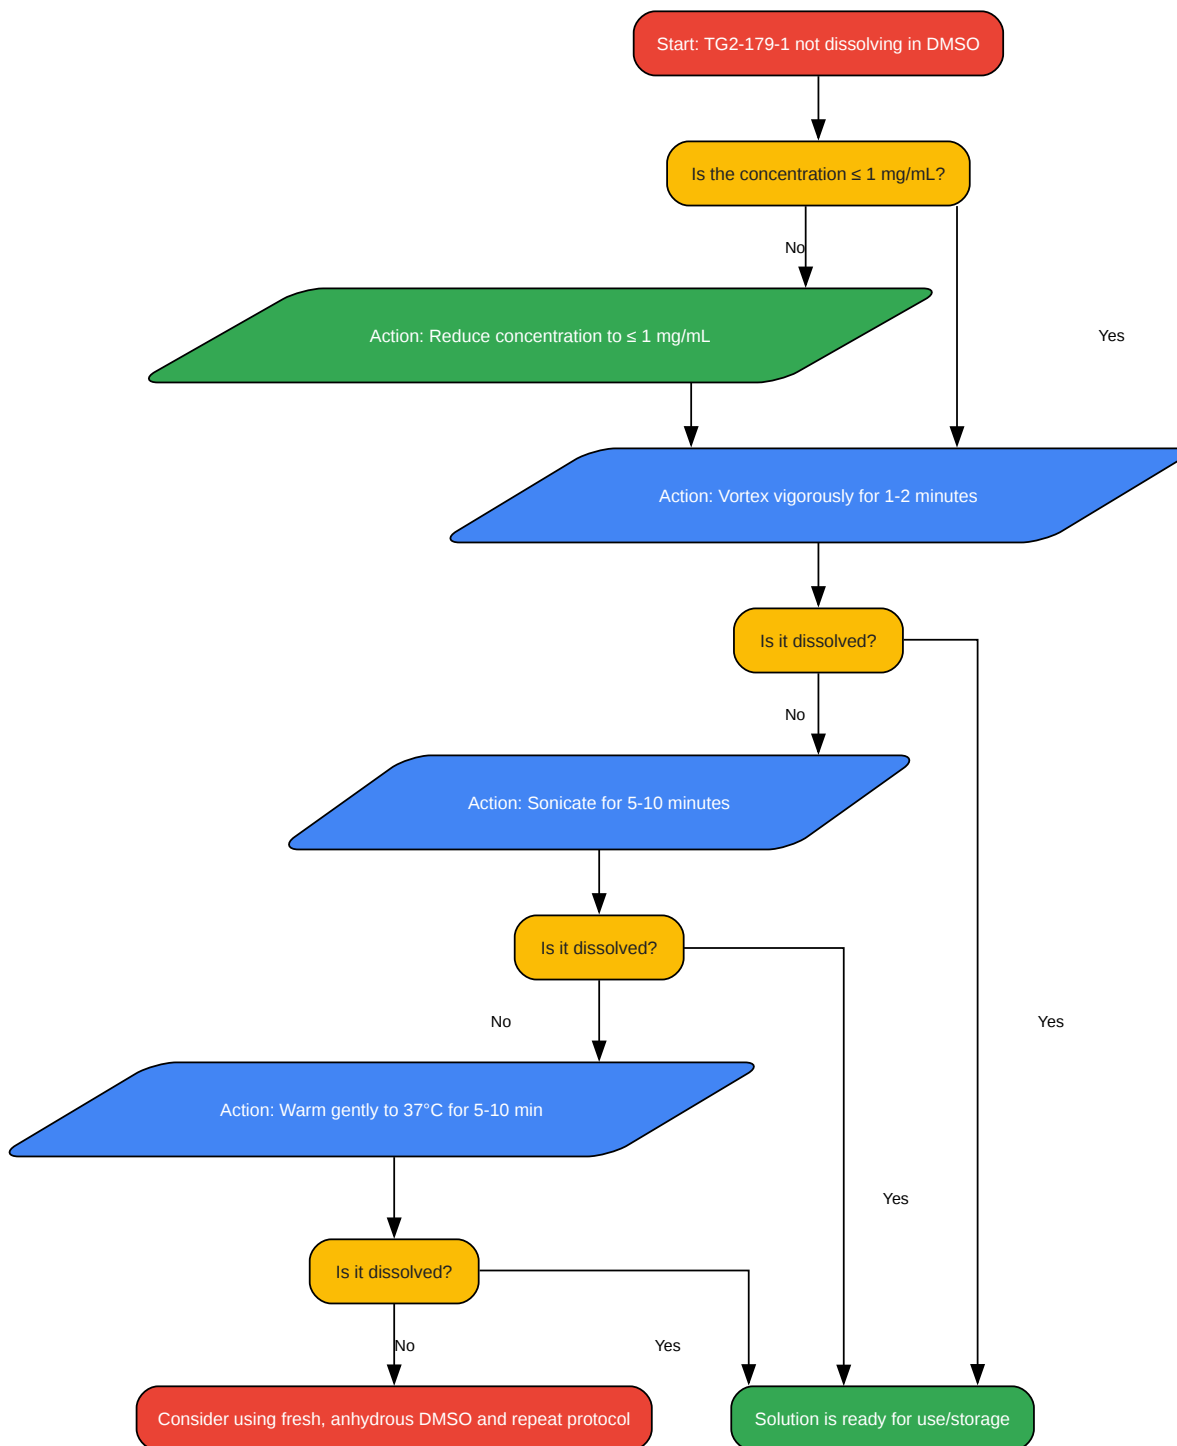 Start: TG2-179-1 not dissolving in DMSO
Is the concentration ≤ 1 mg/mL?
No
Action: Reduce concentration to ≤ 1 mg/mL
Yes
Action: Vortex vigorously for 1-2 minutes
Is it dissolved?
No
Action: Sonicate for 5-10 minutes
Is it dissolved?
No
Yes
Action: Warm gently to 37°C for 5-10 min
Yes
Is it dissolved?
No
Yes
Consider using fresh, anhydrous DMSO and repeat protocol
Solution is ready for use/storage